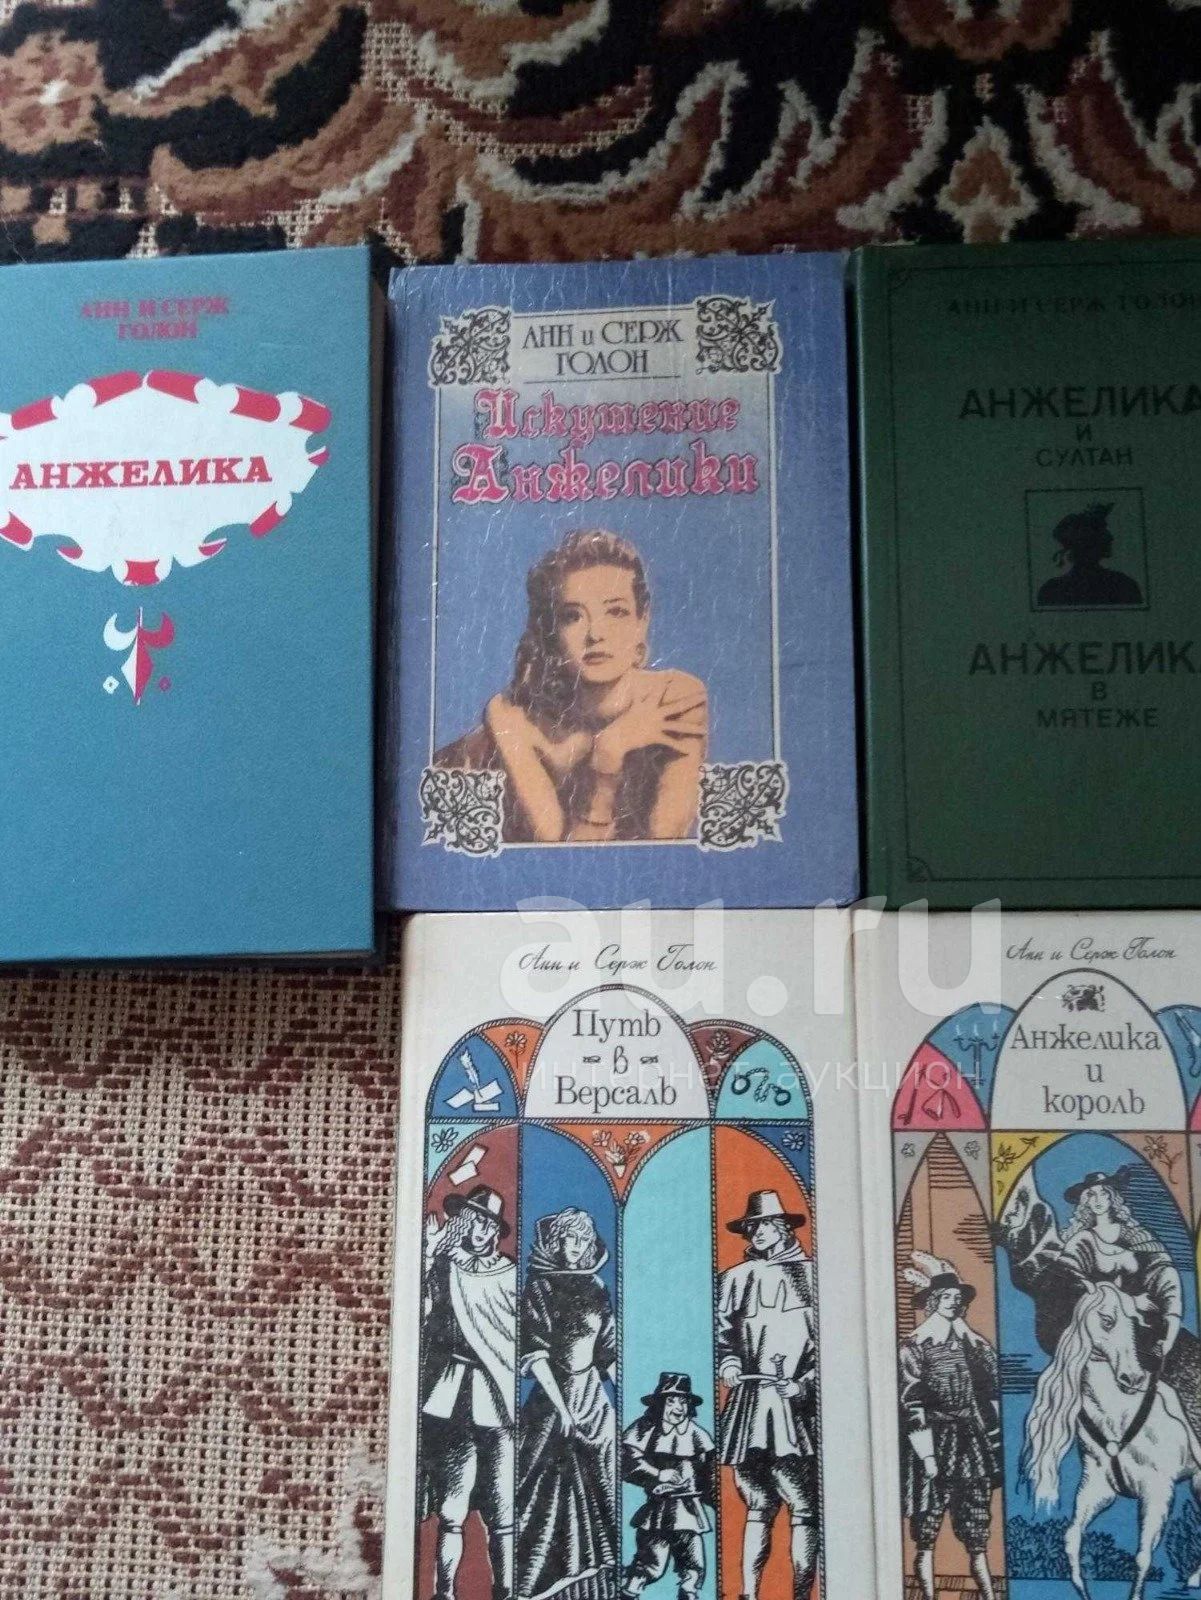 АНН И СЕРЖ
ГОЛОН
АНЖЕЛИКА
АНН и СЕРЖ
ГОЛОН
Искушение
Анжелики
АНН И СЕРЖ ГОЛОН
АНЖЕЛИКА
И
СУЛТАН
АНЖЕЛИК
В
МЯТЕЖЕ
Анн и Серж Голон
Путь
в
Версаль
Анн и Серж Голон
Анжелика
и
король
au.ru
интернет-аукцион